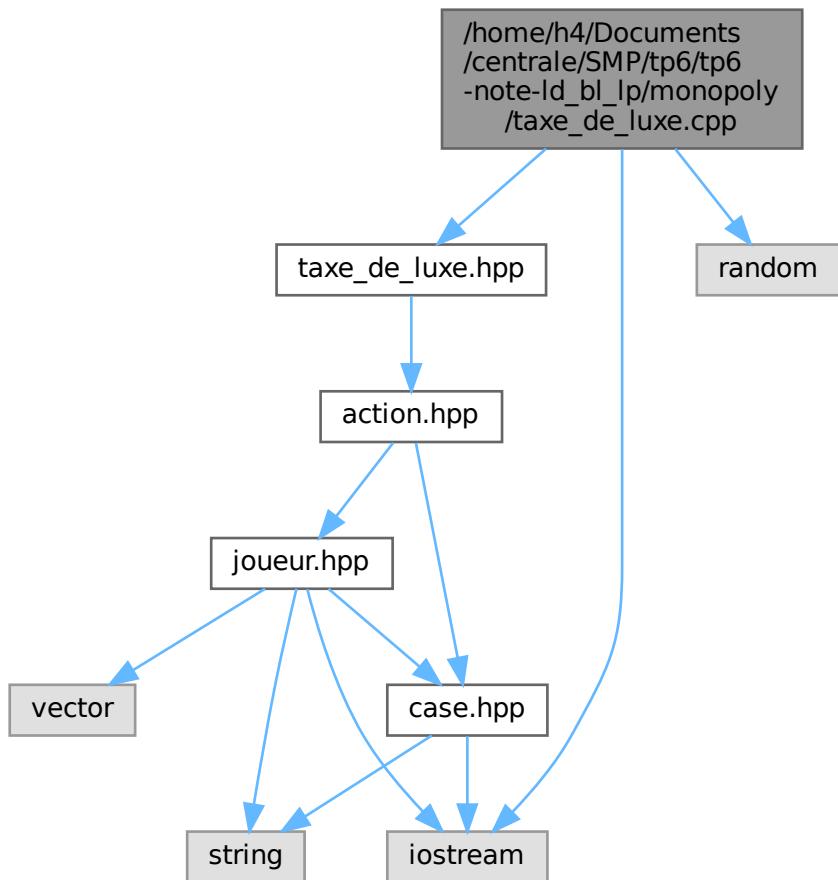 /home/h4/Documents
/centrale/SMP/tp6/tp6
-note-ld_bl_lp/monopoly
/taxe_de_luxe.cpp
taxe_de_luxe.hpp
random
action.hpp
joueur.hpp
vector
case.hpp
string
iostream